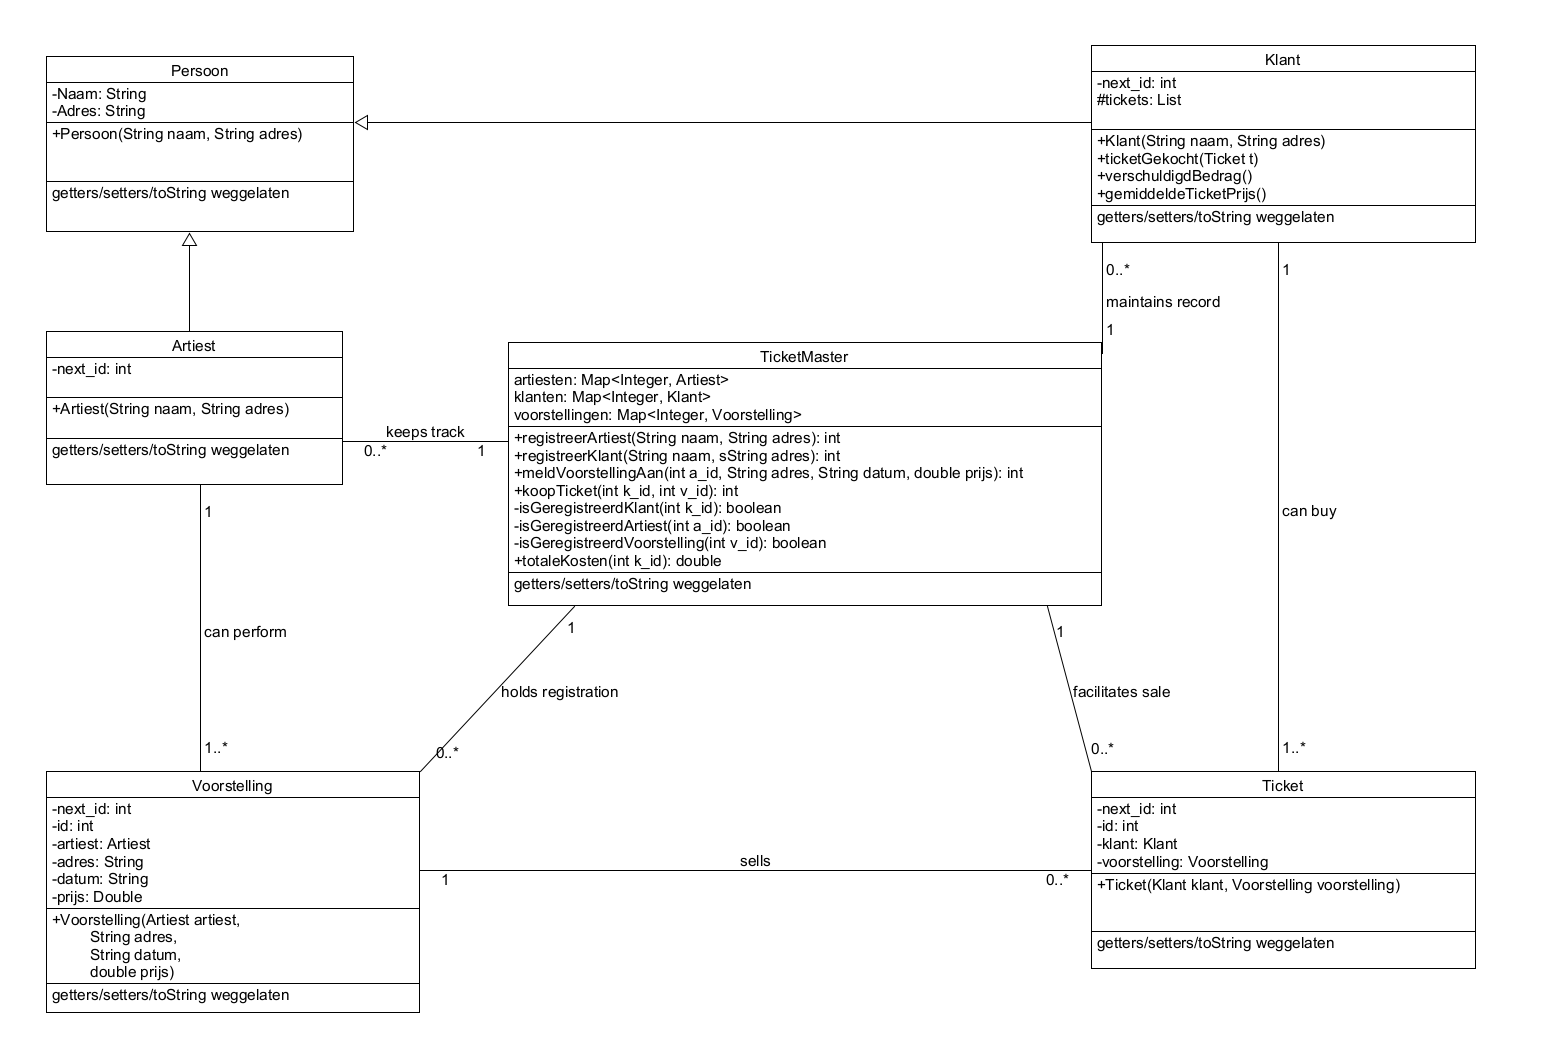 Persoon
-Naam: String
-Adres: String
+Persoon(String naam, String adres)
getters/setters/toString weggelaten
Klant
-next_id: int
#tickets: List
+Klant(String naam, String adres)
+ticketGekocht(Ticket t)
+verschuldigdBedrag()
+gemiddeldeTicketPrijs()
getters/setters/toString weggelaten
0..*
maintains record
1
1
can buy
1..*
Artiest
-next_id: int
+Artiest(String naam, String adres)
getters/setters/toString weggelaten
keeps track
0..*
1
TicketMaster
artiesten: Map<Integer, Artiest>
klanten: Map<Integer, Klant>
voorstellingen: Map<Integer, Voorstelling>
+registreerArtiest(String naam, String adres): int
+registreerKlant(String naam, sString adres): int
+meldVoorstellingAan(int a_id, String adres, String datum, double prijs): int
+koopTicket(int k_id, int v_id): int
-isGeregistreerdKlant(int k_id): boolean
-isGeregistreerdArtiest(int a_id): boolean
-isGeregistreerdVoorstelling(int v_id): boolean
+totaleKosten(int k_id): double
getters/setters/toString weggelaten
1
can perform
1..*
1
holds registration
0..*
1
facilitates sale
0..*
Voorstelling
-next_id: int
-id: int
-artiest: Artiest
-adres: String
-datum: String
-prijs: Double
+Voorstelling(Artiest artiest,
String adres,
String datum,
double prijs)
getters/setters/toString weggelaten
sells
1
0..*
Ticket
-next_id: int
-id: int
-klant: Klant
-voorstelling: Voorstelling
+Ticket(Klant klant, Voorstelling voorstelling)
getters/setters/toString weggelaten